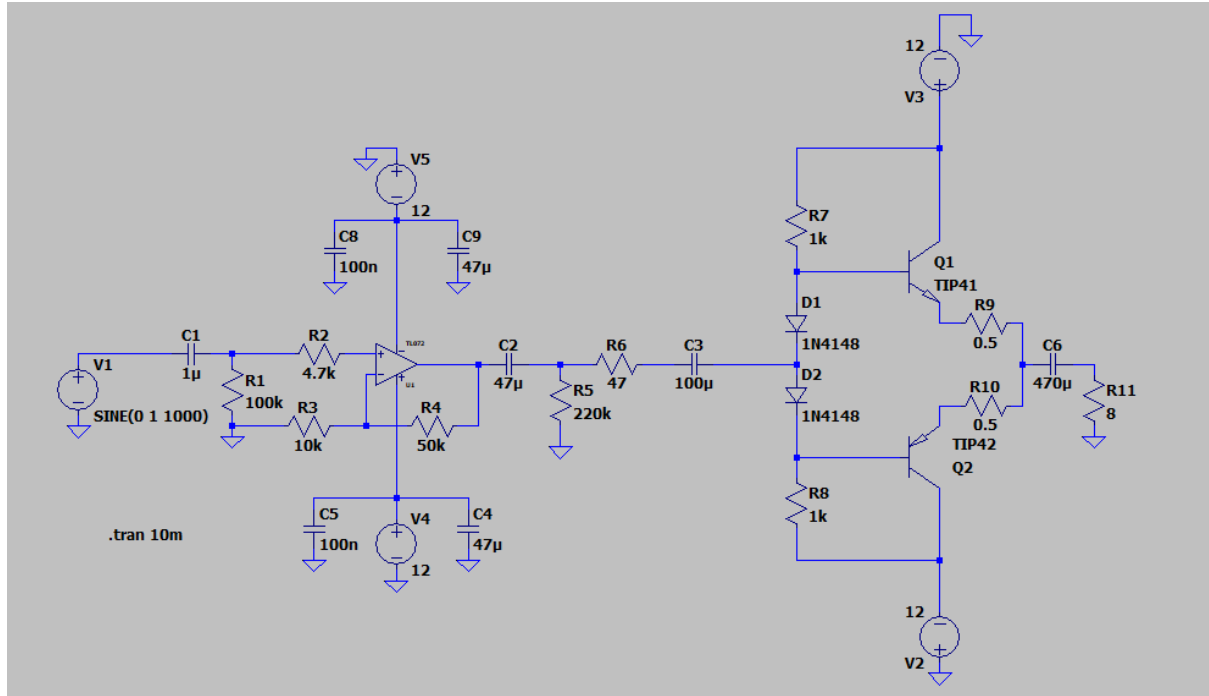 12
V3
V5
12
C8
100n
C9
47µ
R7
1k
Q1
TIP41
D1
1N4148
R9
0.5
C1
1µ
R2
4.7k
TL072
U1
C2
47µ
R6
47
C3
100µ
D2
1N4148
C6
470µ
V1
SINE(0 1 1000)
R1
100k
R3
10k
R4
50k
R5
220k
R10
0.5
R11
8
TIP42
Q2
R8
1k
.tran 10m
C5
100n
V4
12
C4
47µ
12
V2